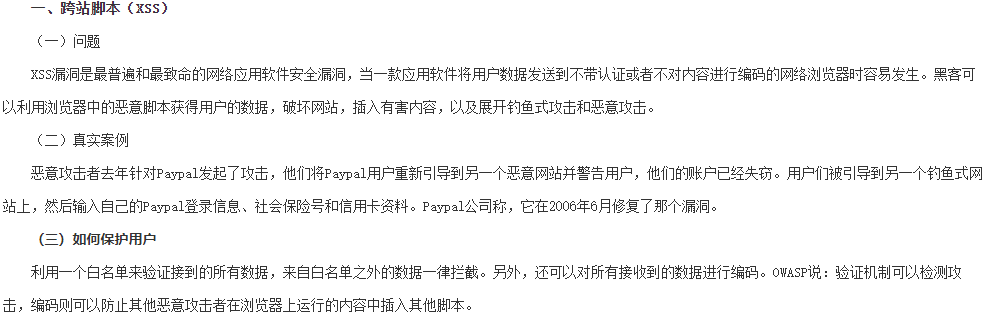 一、跨站脚本（XSS）
（一）问题
XSS漏洞是最普遍和最致命的网络应用软件安全漏洞，当一款应用软件将用户数据发送到不带认证或者不对内容进行编码的网络浏览器时容易发生。黑客可
以利用浏览器中的恶意脚本获得用户的数据，破坏网站，插入有害内容，以及展开钓鱼式攻击和恶意攻击。
（二）真实案例
恶意攻击者去年针对Paypal发起了攻击，他们将Paypal用户重新引导到另一个恶意网站并警告用户，他们的账户已经失窃。用户们被引导到另一个钓鱼式网
站上，然后输入自己的Paypal登录信息、社会保险号和信用卡资料。Paypal公司称，它在2006年6月修复了那个漏洞。
（三）如何保护用户
利用一个白名单来验证接到的所有数据，来自白名单之外的数据一律拦截。另外，还可以对所有接收到的数据进行编码。OWASP说：验证机制可以检测攻
击，编码则可以防止其他恶意攻击者在浏览器上运行的内容中插入其他脚本。